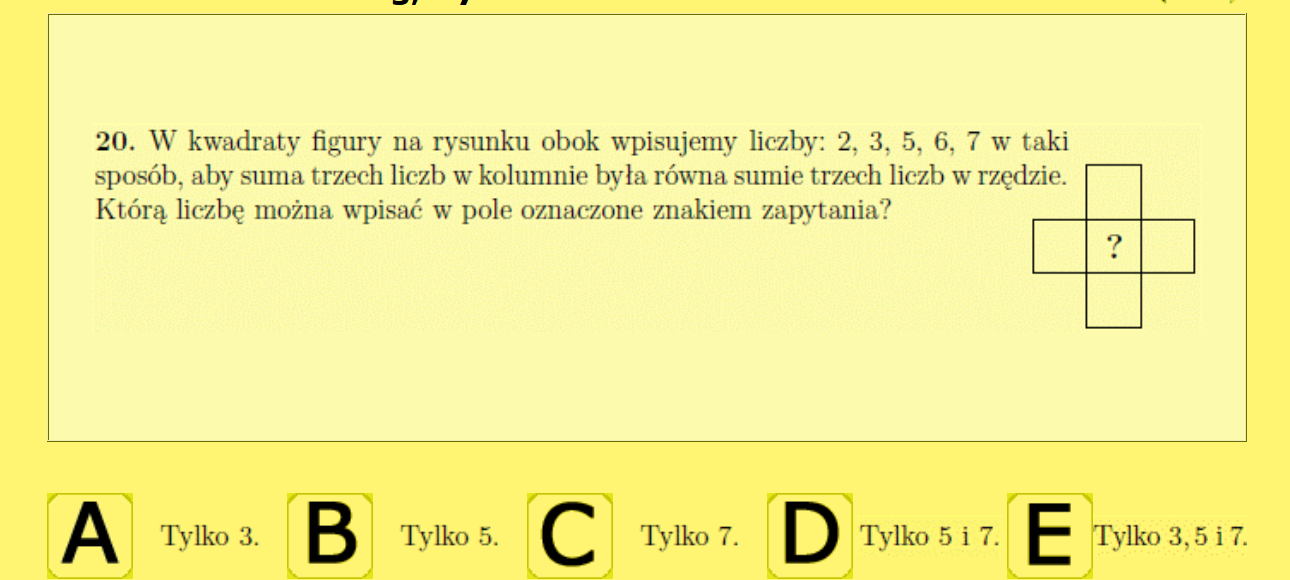 20. W kwadraty figury na rysunku obok wpisujemy liczby: 2, 3, 5, 6, 7 w taki
sposób, aby suma trzech liczb w kolumnie była równa sumie trzech liczb w rzędzie.
Którą liczbę można wpisać w pole oznaczone znakiem zapytania?
?
A Tylko 3. B Tylko 5. C Tylko 7. D Tylko 5 i 7. E Tylko 3, 5 i 7.